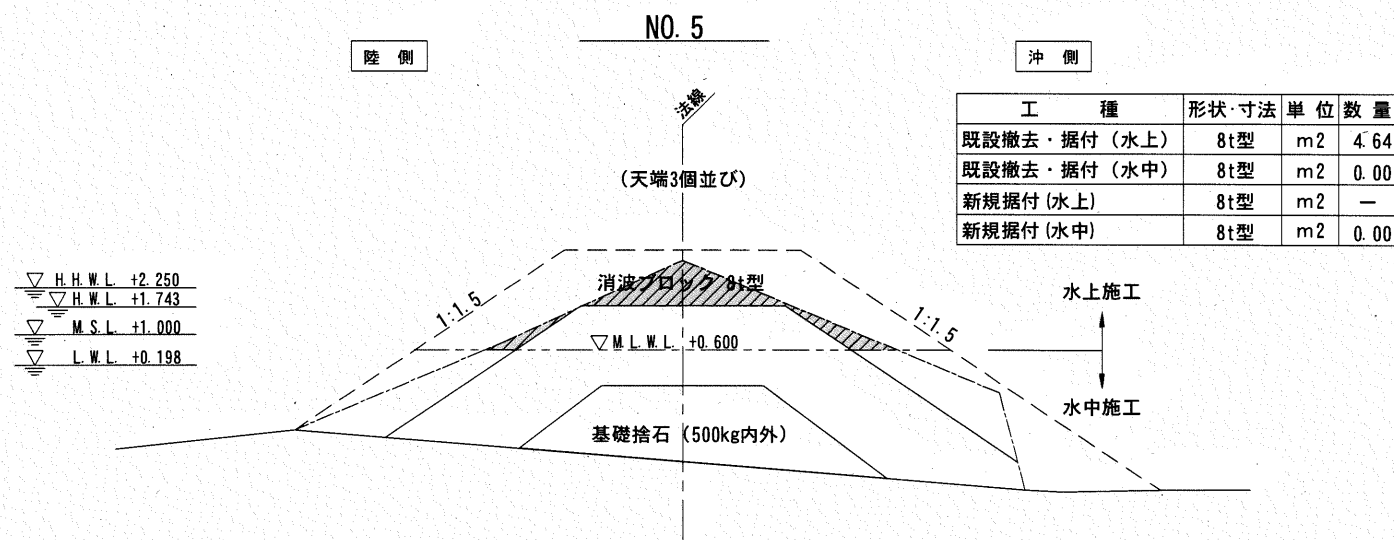 NO. 5
陸 側
沖 側
法線
(天端3個並び)
工 種 形状･寸法 単 位 数 量
既設撤去・据付 (水上) 8t型 m2 4.64
既設撤去・据付 (水中) 8t型 m2 0.00
新規据付(水上) 8t型 m2 －
新規据付(水中) 8t型 m2 0.00
H.H.W.L. +2.250
H.W.L. +1.743
M.S.L. +1.000
L.W.L. +0.198
1:1.5
消波ブロック 8t型
1:1.5
M.L.W.L. +0.600
水上施工
水中施工
基礎捨石 (500kg内外)